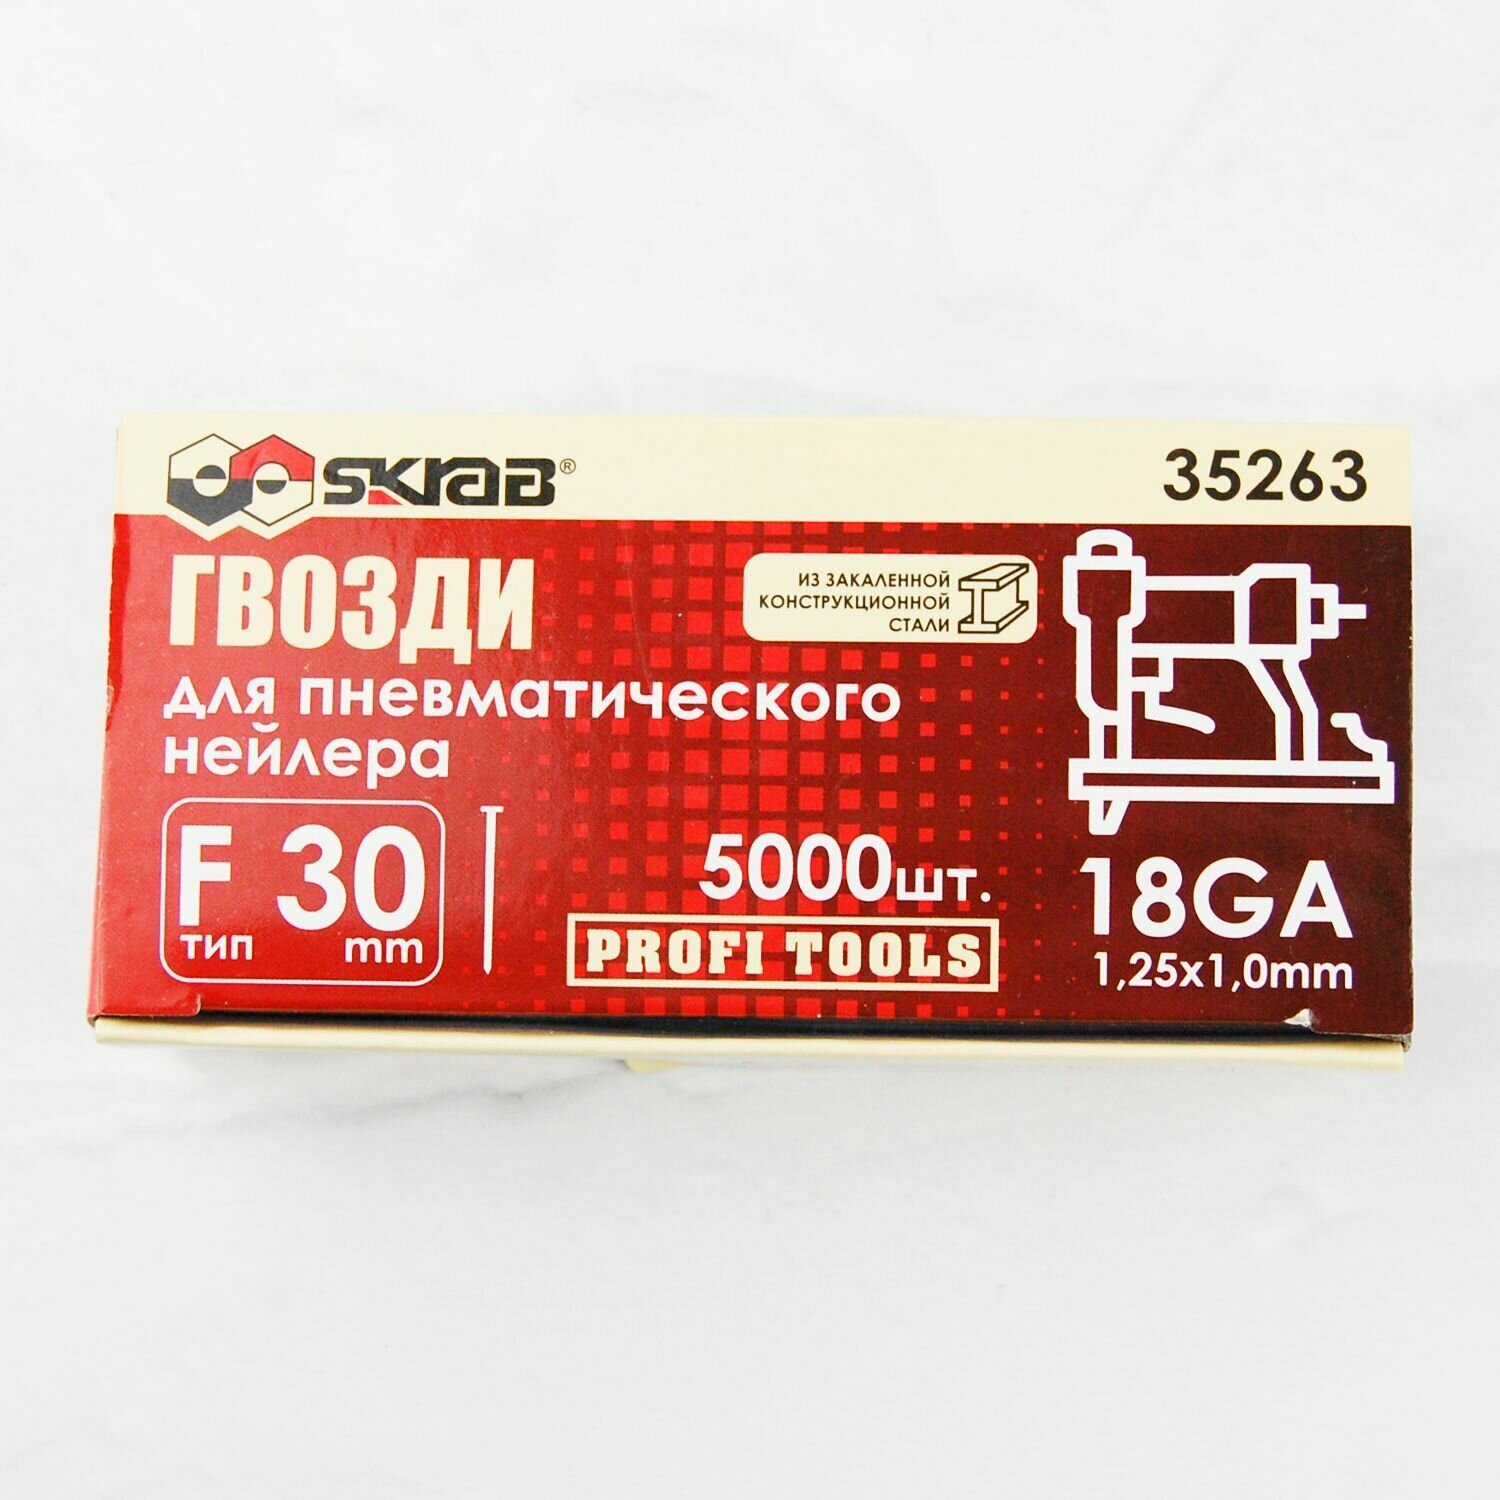 SKRAB®
35263
ГВОЗДИ
для пневматического
нейлера
ИЗ ЗАКАЛЕННОЙ
КОНСТРУКЦИОННОЙ
СТАЛИ
F 30
тип mm
5000шт.
PROFI TOOLS
18GA
1,25x1,0mm